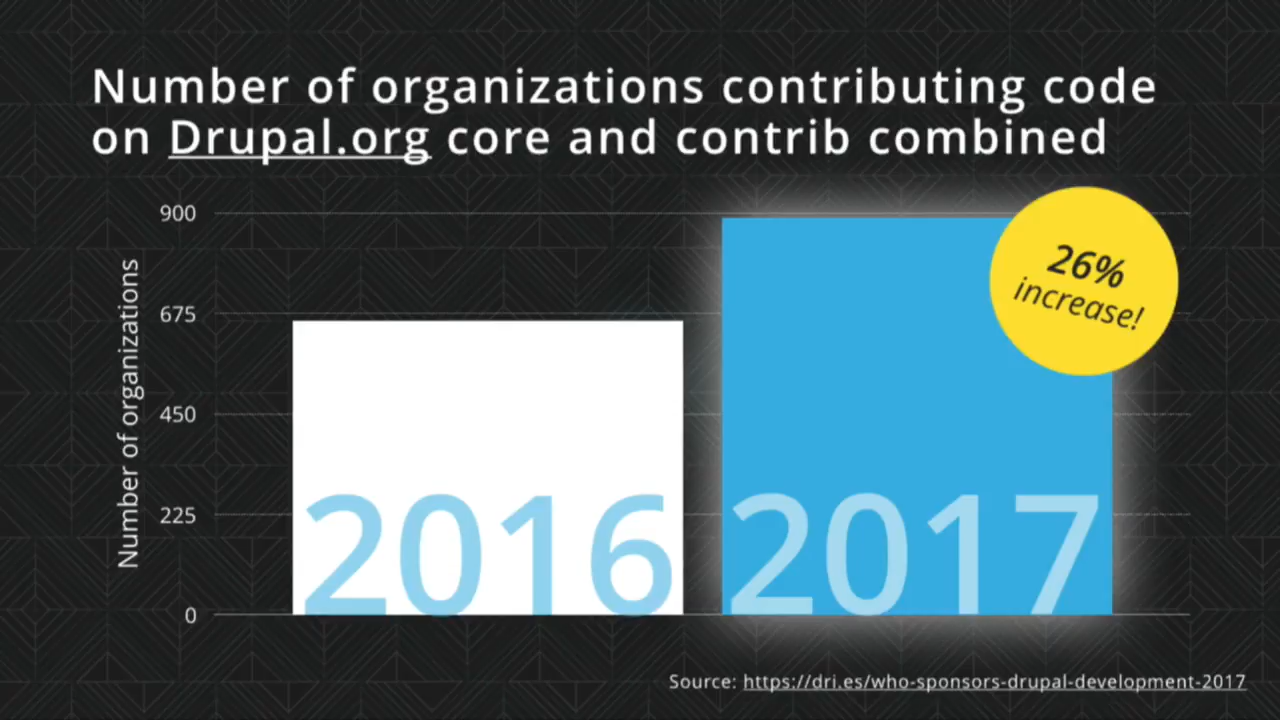 Number of organizations contributing code
on Drupal.org core and contrib combined
Number of organizations
900
675
450
225
0
2016
2017
26%
increase!
Source: https://dri.es/who-sponsors-drupal-development-2017